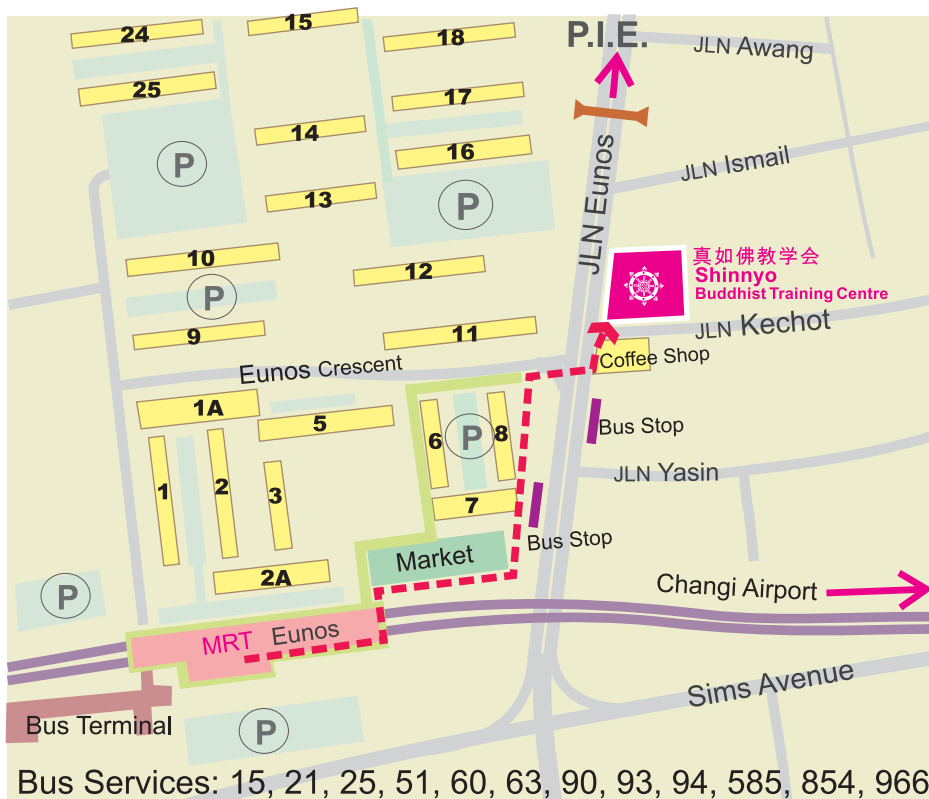 24
15
18
P.I.E.
JLN Awang
25
17
14
16
P
P
13
JLN Ismail
JLN Eunos
10
12
真如佛教学会
Shinnyo
Buddhist Training Centre
P
9
11
JLN Kechot
Eunos Crescent
Coffee Shop
1A
5
6
P
8
Bus Stop
1
2
3
JLN Yasin
7
Bus Stop
Market
2A
P
Changi Airport
MRT Eunos
Sims Avenue
Bus Terminal
P
Bus Services: 15, 21, 25, 51, 60, 63, 90, 93, 94, 585, 854, 966